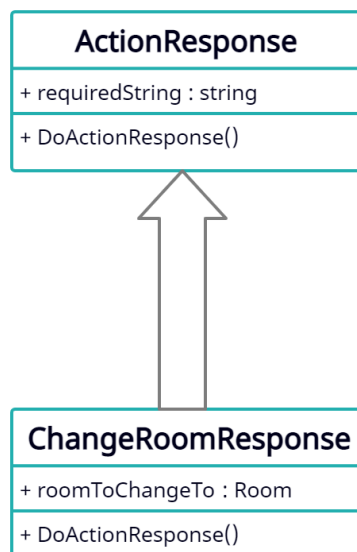 ActionResponse
+ requiredString : string
+ DoActionResponse()
ChangeRoomResponse
+ roomToChangeTo : Room
+ DoActionResponse()